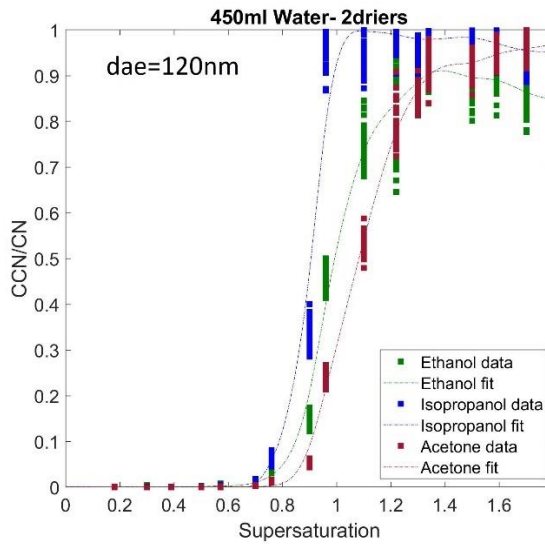 450ml Water- 2driers
dae=120nm
CCN/CN
1
0.9
0.8
0.7
0.6
0.5
0.4
0.3
0.2
0.1
0
Ethanol data
Ethanol fit
Isopropanol data
Isopropanol fit
Acetone data
Acetone fit
0 0.2 0.4 0.6 0.8 1 1.2 1.4 1.6
Supersaturation